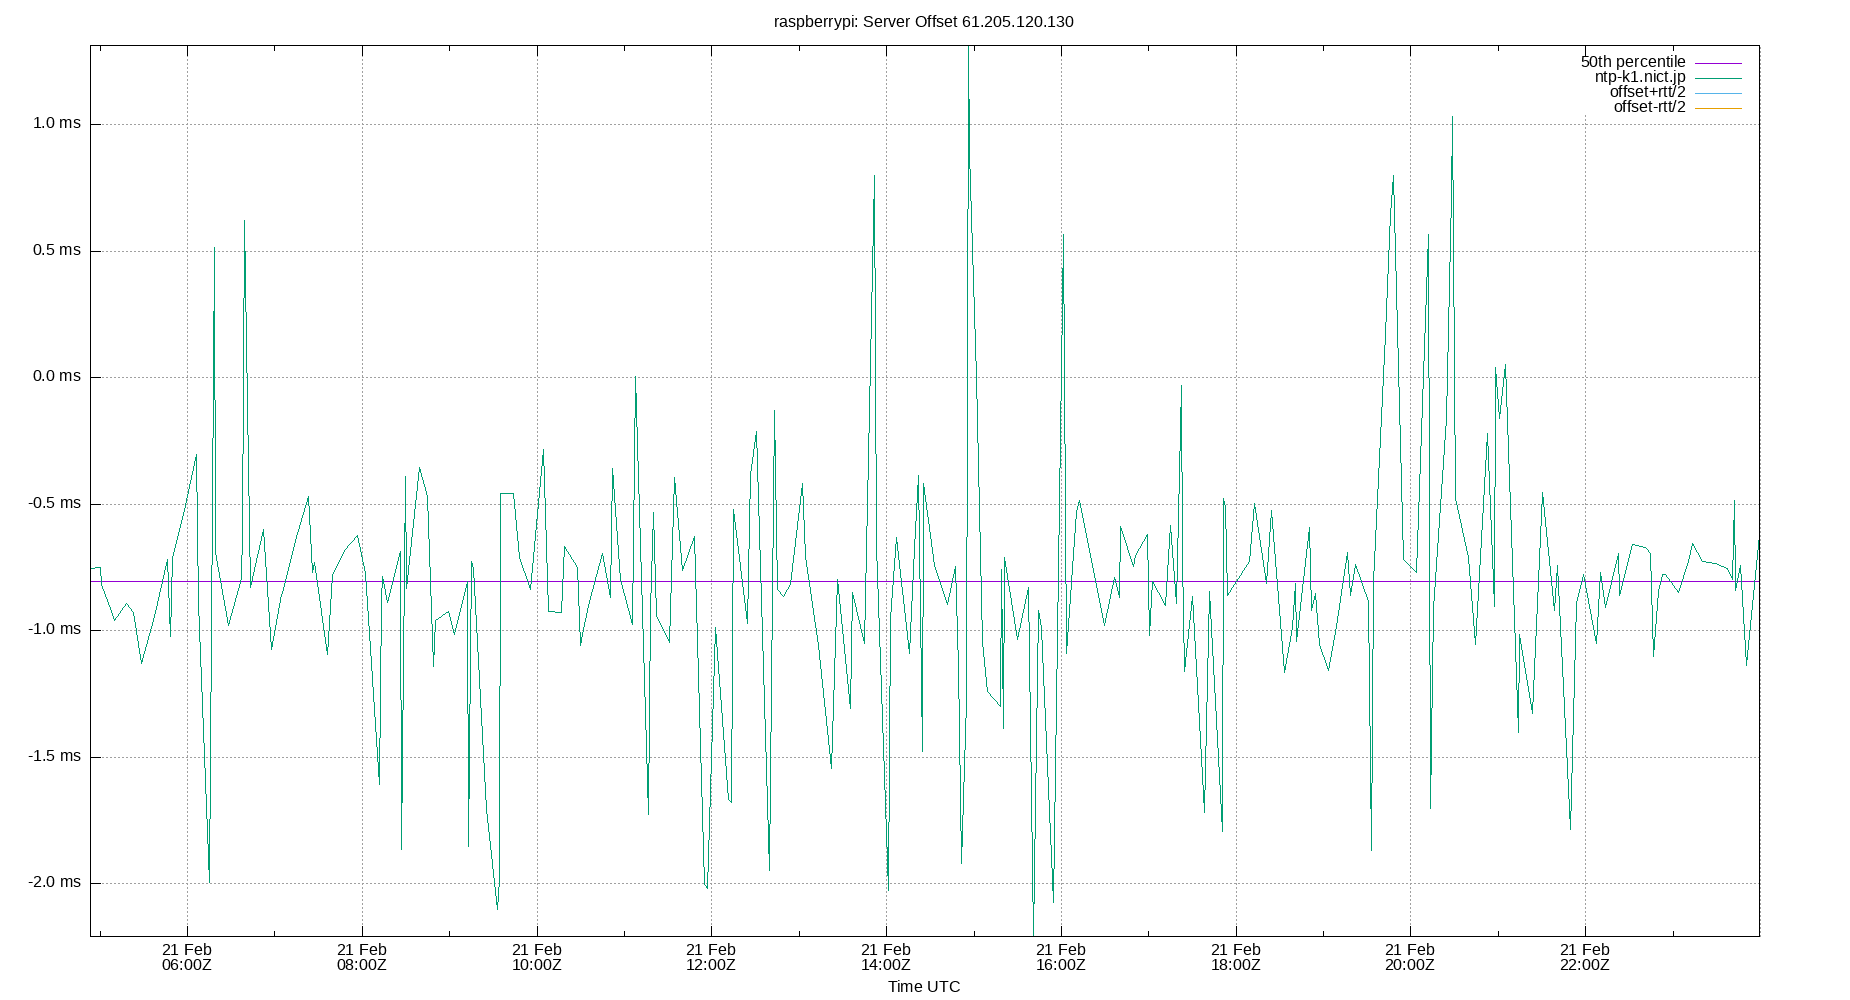 raspberrypi: Server Offset 61.205.120.130
50th percentile
ntp-k1.nict.jp
offset+rtt/2
offset-rtt/2
1.0 ms
0.5 ms
0.0 ms
-0.5 ms
-1.0 ms
-1.5 ms
-2.0 ms
21 Feb 21 Feb 21 Feb 21 Feb 21 Feb 21 Feb 21 Feb 21 Feb 21 Feb
06:00Z 08:00Z 10:00Z 12:00Z 14:00Z 16:00Z 18:00Z 20:00Z 22:00Z
Time UTC